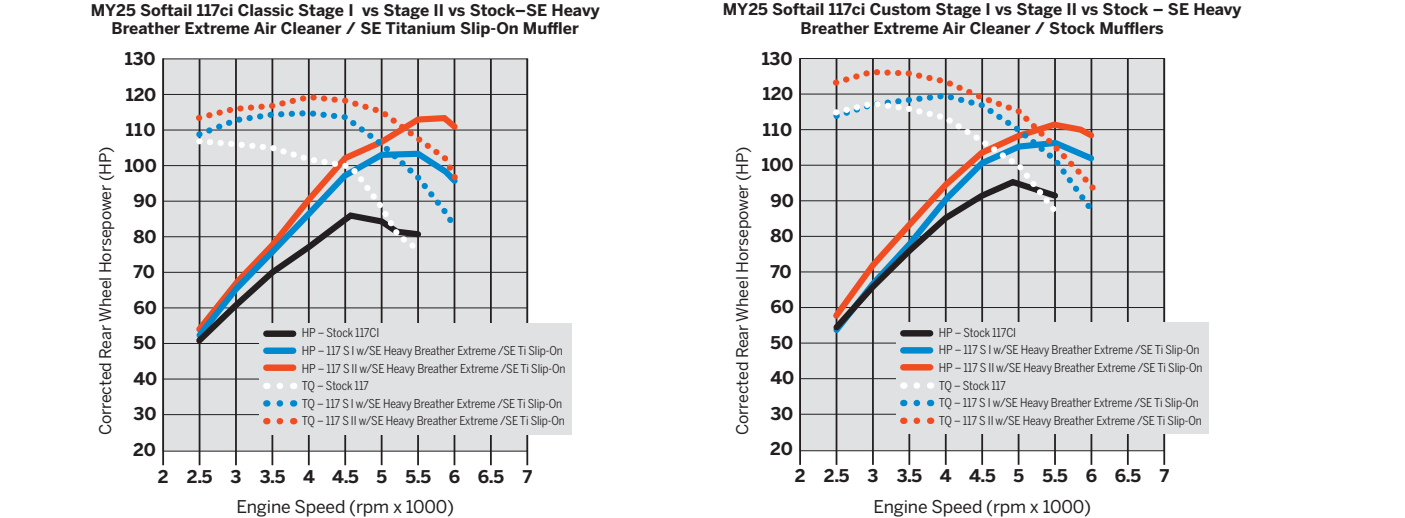 MY25 Softail 117ci Classic Stage I vs Stage II vs Stock–SE Heavy
Breather Extreme Air Cleaner / SE Titanium Slip-On Muffler
Corrected Rear Wheel Horsepower (HP)
130
120
110
100
90
80
70
60
50
40
30
20
HP – Stock 117CI
HP – 117 S I w/SE Heavy Breather Extreme /SE Ti Slip-On
HP – 117 S II w/SE Heavy Breather Extreme /SE Ti Slip-On
TQ – Stock 117
TQ – 117 S I w/SE Heavy Breather Extreme /SE Ti Slip-On
TQ – 117 S II w/SE Heavy Breather Extreme /SE Ti Slip-On
2 2.5 3 3.5 4 4.5 5 5.5 6 6.5 7
Engine Speed (rpm x 1000)
MY25 Softail 117ci Custom Stage I vs Stage II vs Stock – SE Heavy
Breather Extreme Air Cleaner / Stock Mufflers
Corrected Rear Wheel Horsepower (HP)
130
120
110
100
90
80
70
60
50
40
30
20
HP – Stock 117CI
HP – 117 S I w/SE Heavy Breather Extreme /SE Ti Slip-On
HP – 117 S II w/SE Heavy Breather Extreme /SE Ti Slip-On
TQ – Stock 117
TQ – 117 S I w/SE Heavy Breather Extreme /SE Ti Slip-On
TQ – 117 S II w/SE Heavy Breather Extreme /SE Ti Slip-On
2 2.5 3 3.5 4 4.5 5 5.5 6 6.5 7
Engine Speed (rpm x 1000)